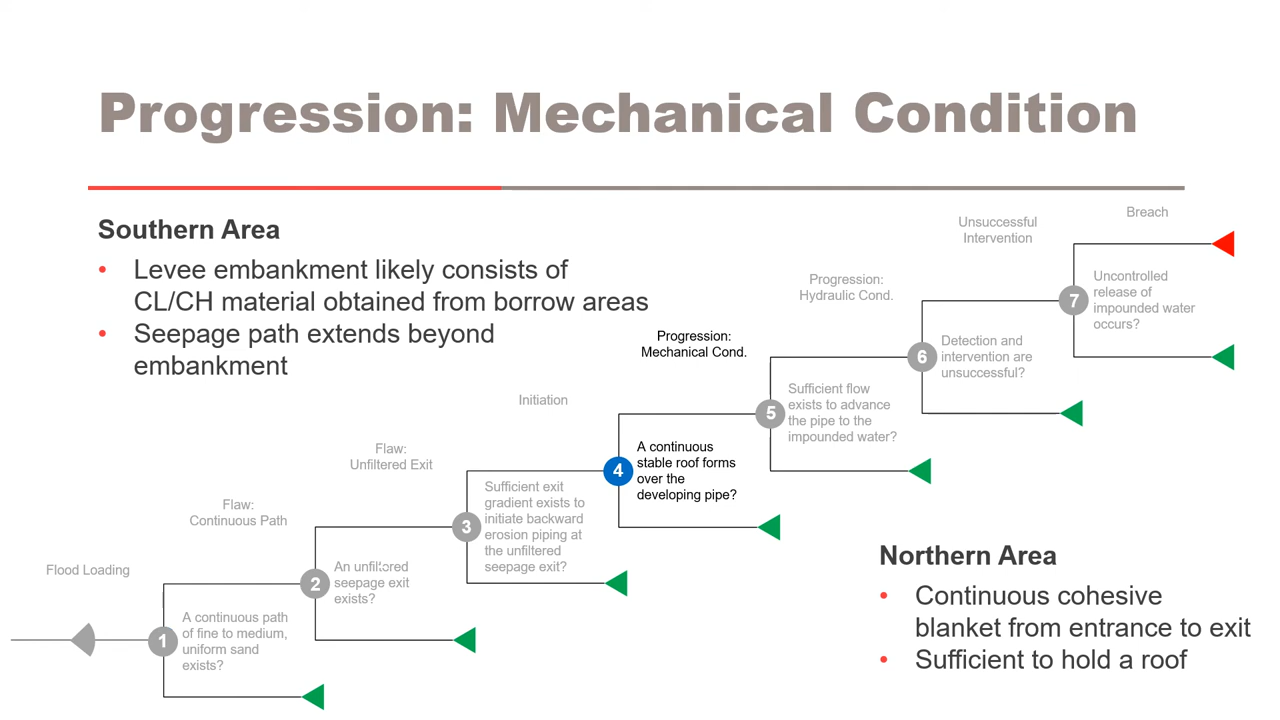 Progression: Mechanical Condition
Southern Area
• Levee embankment likely consists of
CL/CH material obtained from borrow areas
• Seepage path extends beyond
embankment
Flood Loading
1
A continuous path
of fine to medium,
uniform sand
exists?
Flaw:
Continuous Path
2
An unfiltered
seepage exit
exists?
Flaw:
Unfiltered Exit
3
Sufficient exit
gradient exists to
initiate backward
erosion piping at
the unfiltered
seepage exit?
Initiation
4
A continuous
stable roof forms
over the
developing pipe?
Progression:
Mechanical Cond.
5
Sufficient flow
exists to advance
the pipe to the
impounded water?
Progression:
Hydraulic Cond.
6
Detection and
intervention are
unsuccessful?
Unsuccessful
Intervention
7
Uncontrolled
release of
impounded water
occurs?
Breach
Northern Area
• Continuous cohesive
blanket from entrance to exit
• Sufficient to hold a roof